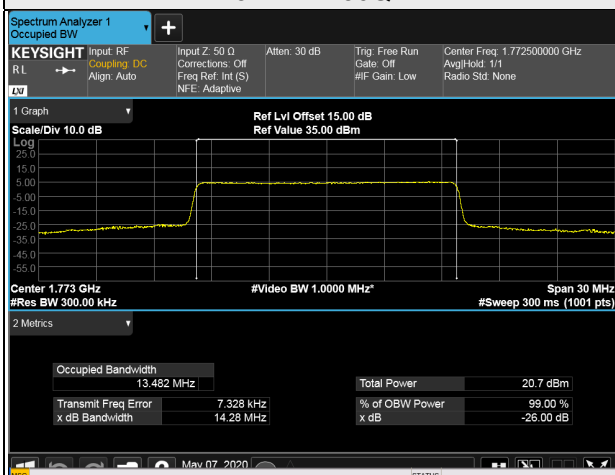 Spectrum Analyzer 1
Occupied BW
+
KEYSIGHT Input: RF Input Z: 50 Ω Atten: 30 dB Trig: Free Run Center Freq: 1.772500000 GHz
RL Coupling: DC Corrections: Off Gate: Off Avg|Hold: 1/1
Align: Auto Freq Ref: Int (S) #IF Gain: Low Radio Std: None
LXI NFE: Adaptive
1 Graph Ref Lvl Offset 15.00 dB
Scale/Div 10.0 dB Ref Value 35.00 dBm
Log
25.0
15.0
5.00
-5.00
-15.0
-25.0
-35.0
-45.0
-55.0
Center 1.773 GHz #Video BW 1.0000 MHz* Span 30 MHz
#Res BW 300.00 kHz #Sweep 300 ms (1001 pts)
2 Metrics
Occupied Bandwidth
13.482 MHz Total Power 20.7 dBm
Transmit Freq Error 7.328 kHz % of OBW Power 99.00 %
x dB Bandwidth 14.28 MHz x dB -26.00 dB
May 07, 2020
MSG STATUS